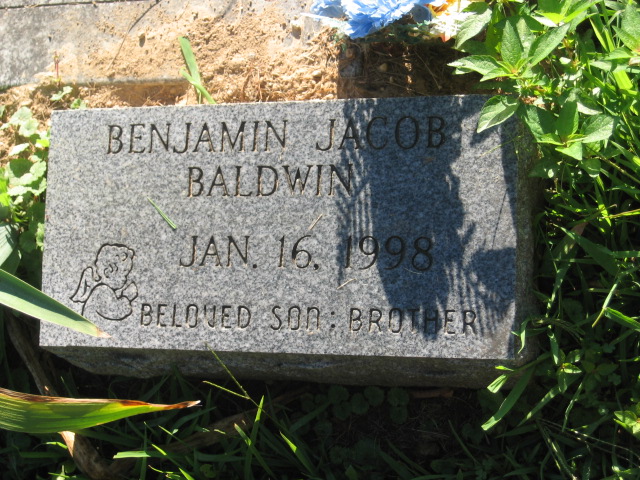 BENJAMIN JACOB
BALDWIN
JAN. 16, 1998
BELOVED SON : BROTHER